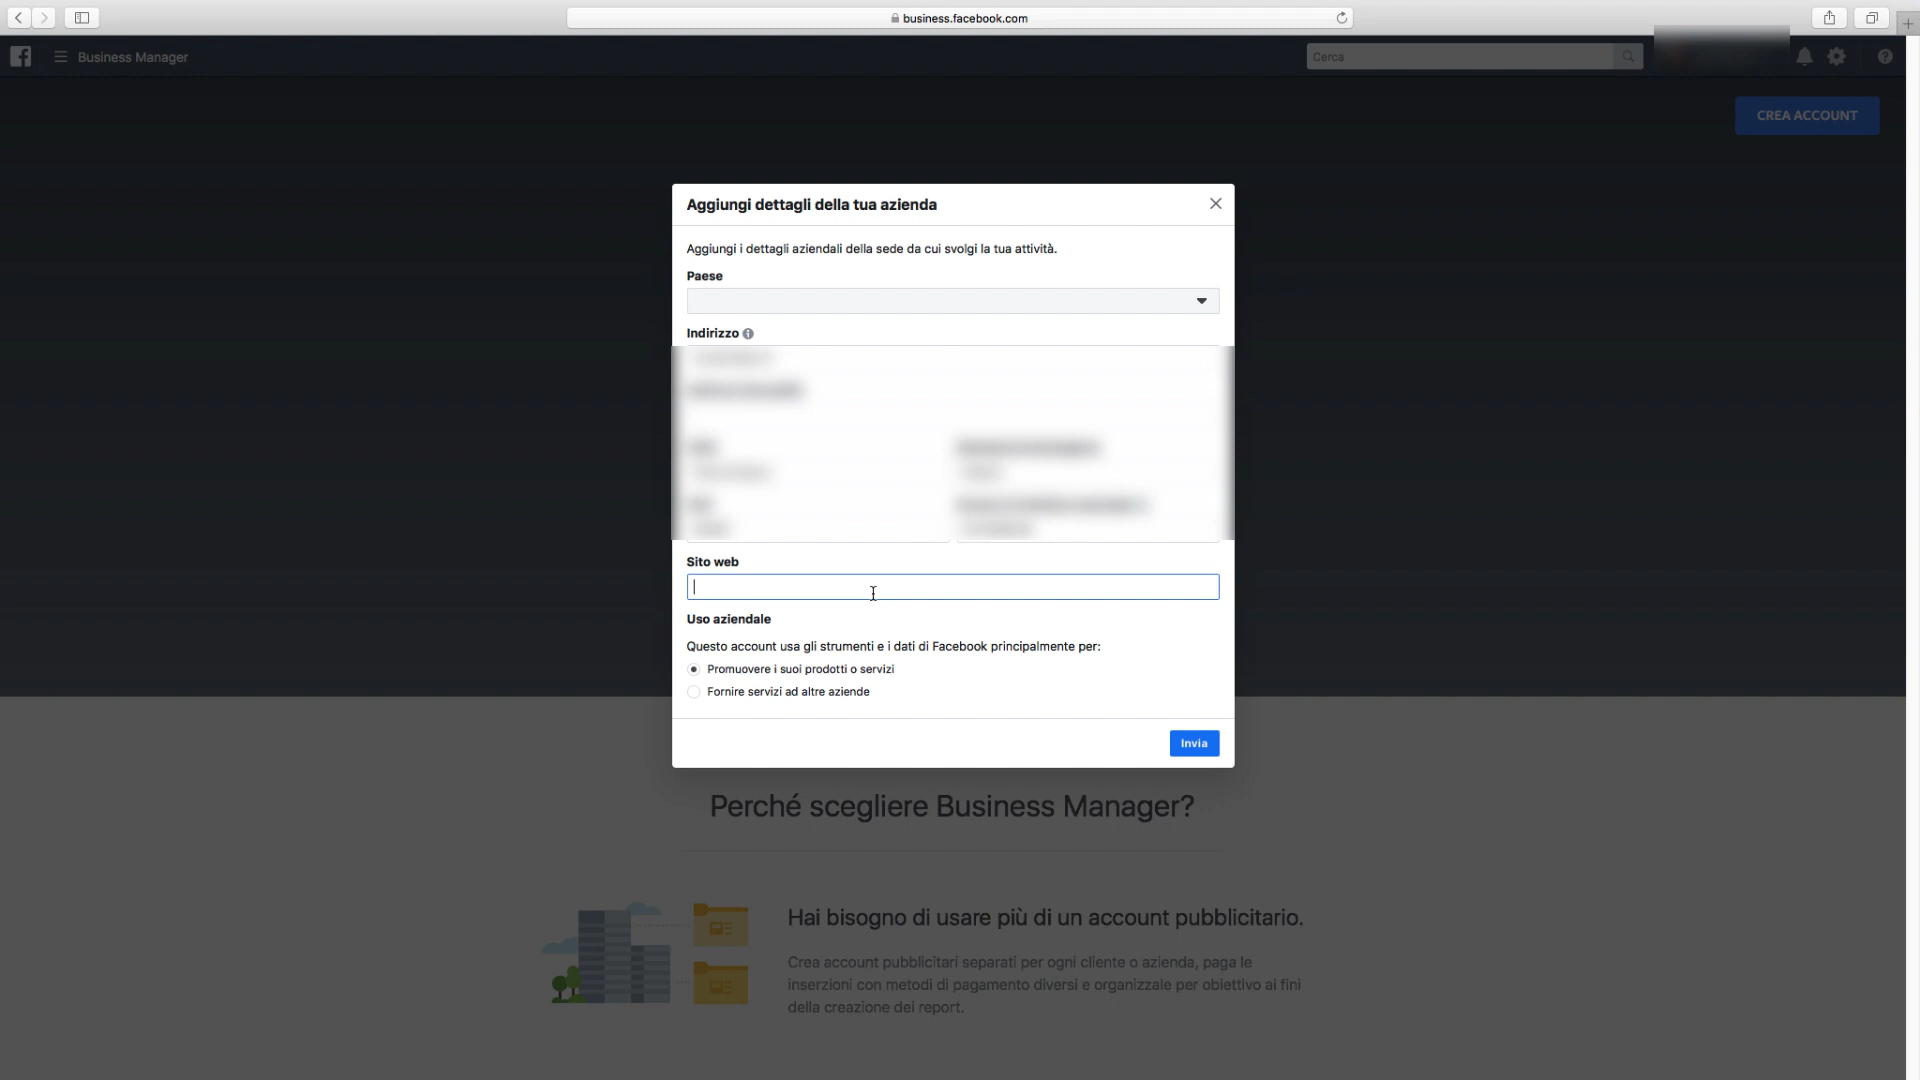 business.facebook.com
Business Manager
Cerca
CREA ACCOUNT
Aggiungi dettagli della tua azienda
Aggiungi i dettagli aziendali della sede da cui svolgi la tua attività.
Paese
Indirizzo
Sito web
Uso aziendale
Questo account usa gli strumenti e i dati di Facebook principalmente per:
Promuovere i suoi prodotti o servizi
Fornire servizi ad altre aziende
Invia
Perché scegliere Business Manager?
Hai bisogno di usare più di un account pubblicitario.
Crea account pubblicitari separati per ogni cliente o azienda, paga le
inserzioni con metodi di pagamento diversi e organizzale per obiettivo ai fini
della creazione dei report.